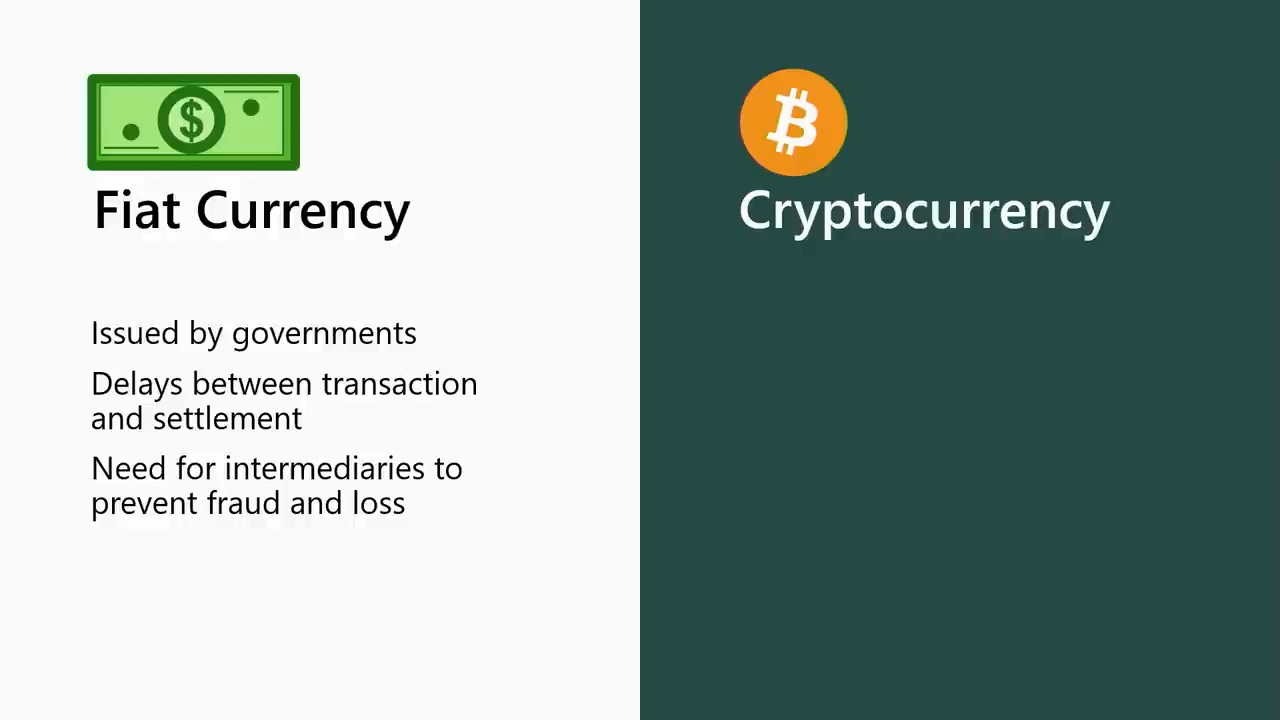 $
Fiat Currency
Issued by governments
Delays between transaction
and settlement
Need for intermediaries to
prevent fraud and loss
₿
Cryptocurrency